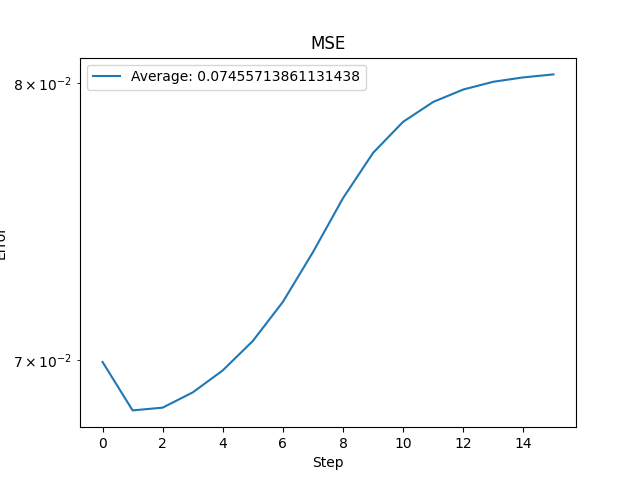 MSE
Average: 0.07455713861131438
8 × 10⁻²
7 × 10⁻²
Error
0 2 4 6 8 10 12 14
Step